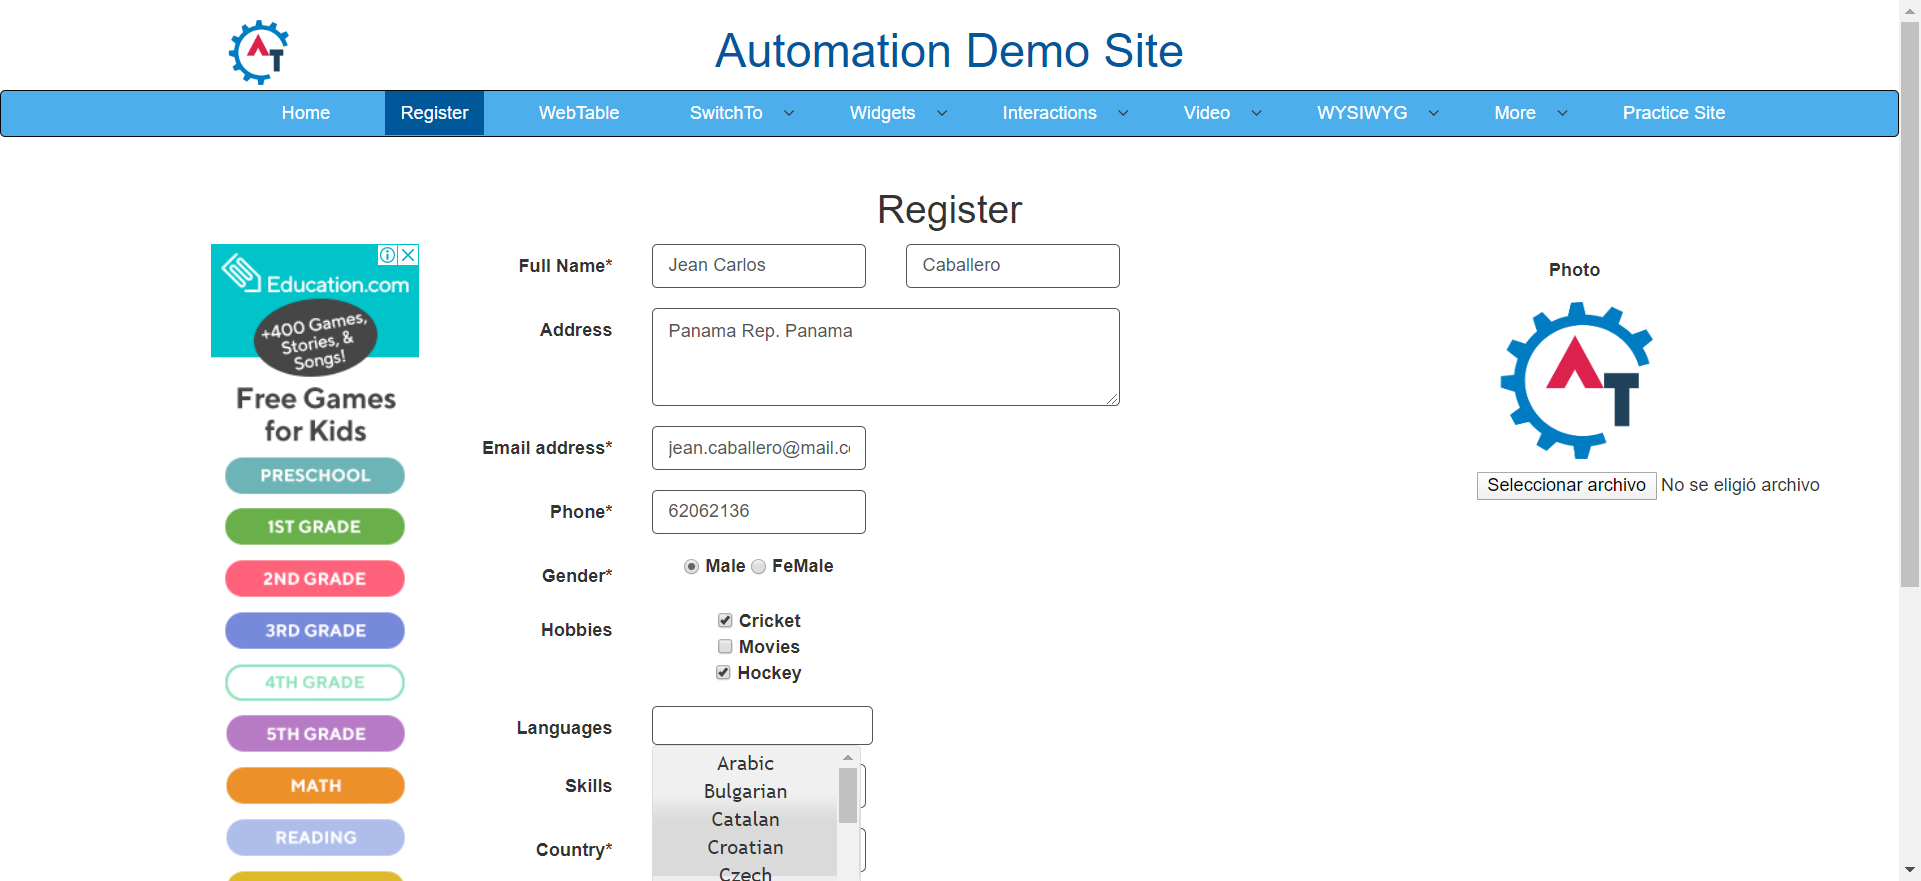 AT
Automation Demo Site
Home Register WebTable SwitchTo Widgets Interactions Video WYSIWYG More Practice Site
Register
Education.com
+400 Games,
Stories, &
Songs!
Free Games
for Kids
PRESCHOOL
1ST GRADE
2ND GRADE
3RD GRADE
4TH GRADE
5TH GRADE
MATH
READING
Full Name* Jean Carlos Caballero
Address Panama Rep. Panama
Email address* jean.caballero@mail.c
Phone* 62062136
Gender* Male FeMale
Hobbies Cricket
Movies
Hockey
Languages
Arabic
Bulgarian
Catalan
Croatian
Czech
Skills
Country*
Photo
AT
Seleccionar archivo No se eligió archivo